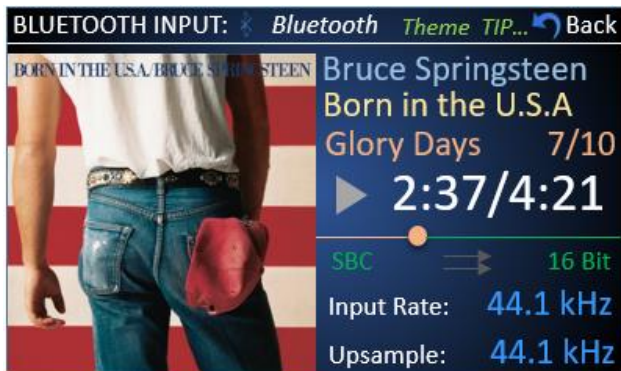 BLUETOOTH INPUT: Bluetooth Theme TIP... Back
BORN IN THE U.S.A./BRUCE SPRINGSTEEN
Bruce Springsteen
Born in the U.S.A
Glory Days 7/10
2:37/4:21
SBC 16 Bit
Input Rate: 44.1 kHz
Upsample: 44.1 kHz